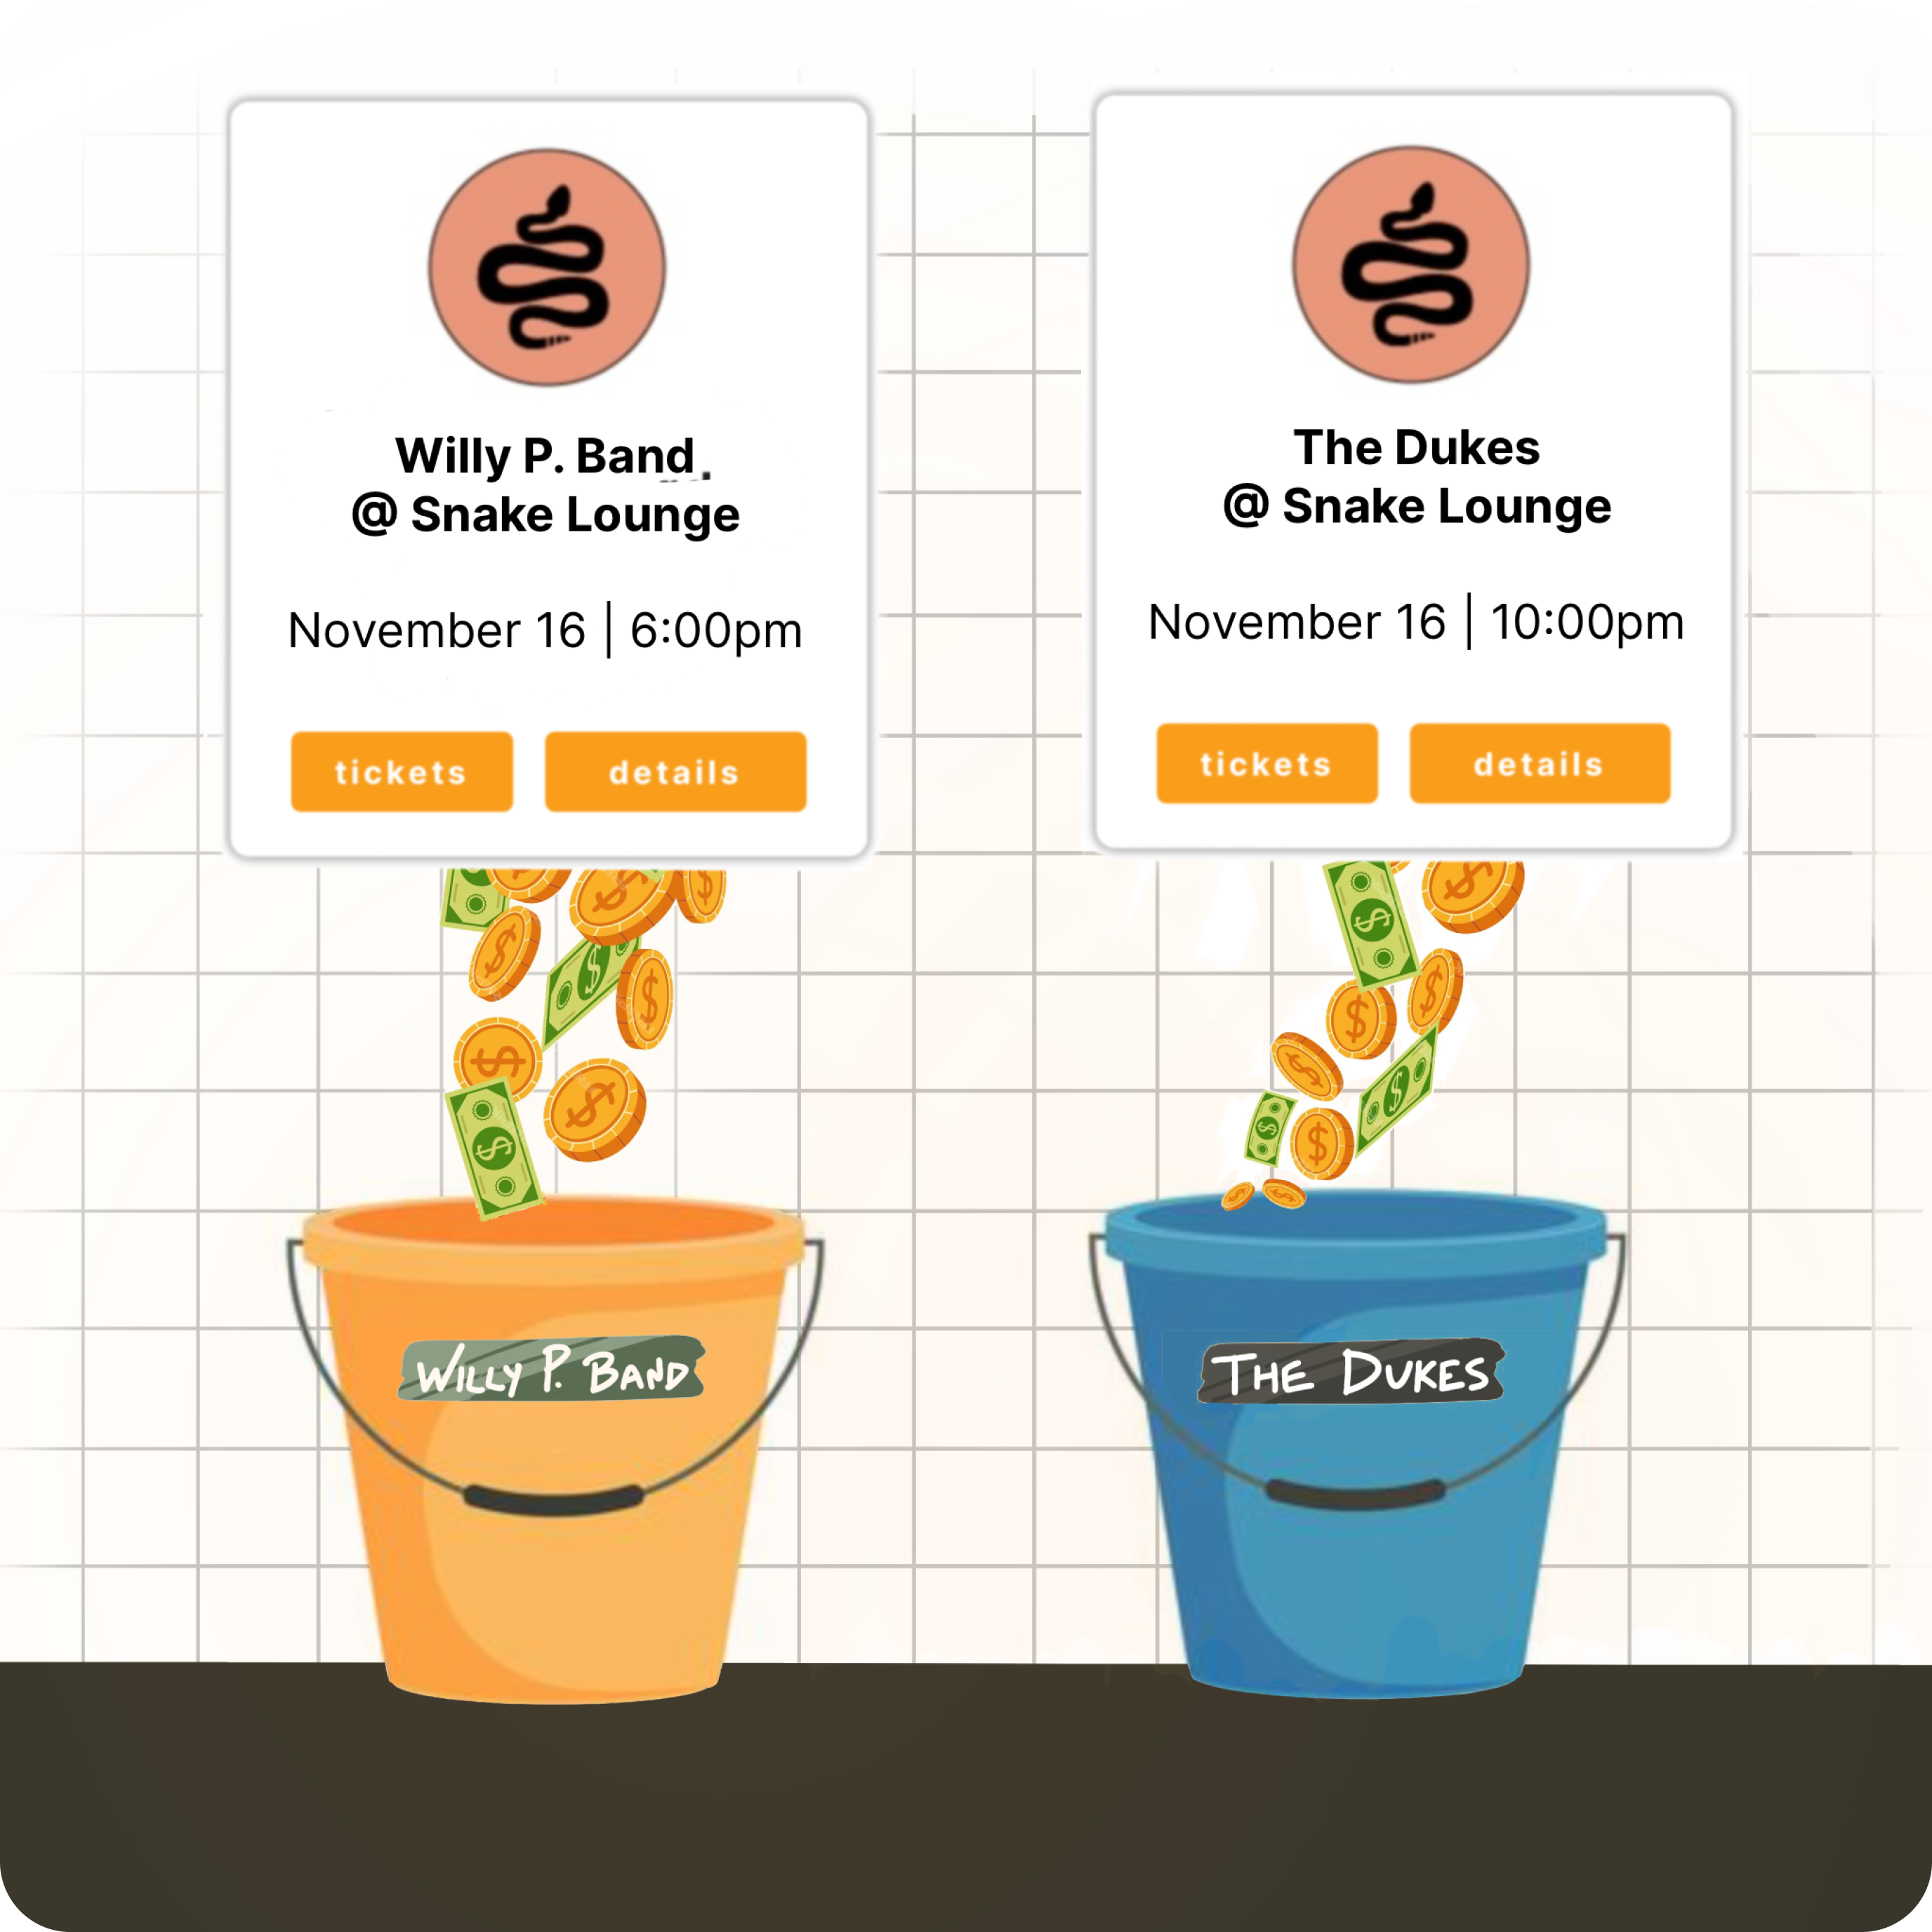 Willy P. Band
@ Snake Lounge
November 16 | 6:00pm
tickets details
The Dukes
@ Snake Lounge
November 16 | 10:00pm
tickets details
WILLY P. BAND
THE DUKES